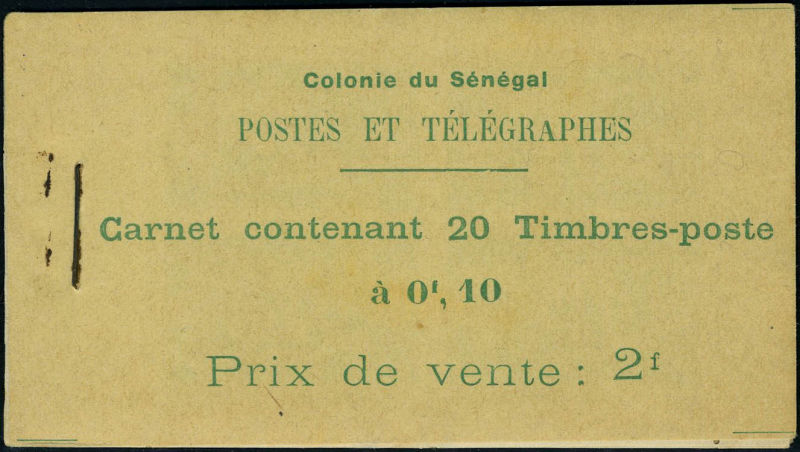 Colonie du Sénégal
POSTES ET TÉLÉGRAPHES
Carnet contenant 20 Timbres-poste
à 0ᶠ, 10
Prix de vente : 2ᶠ